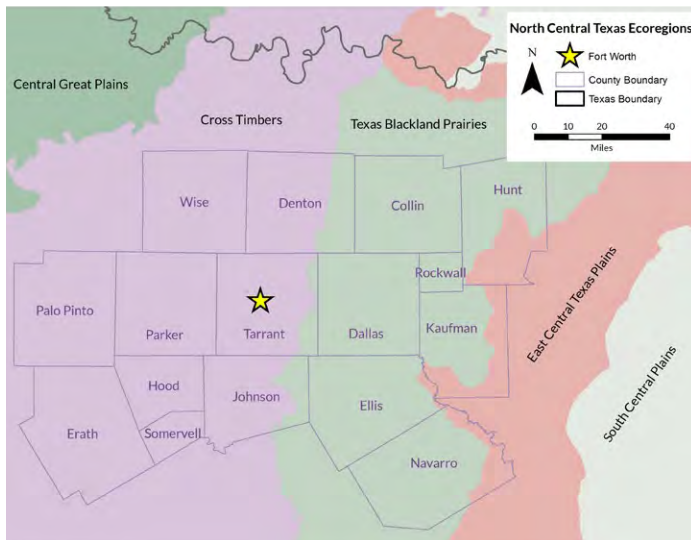 North Central Texas Ecoregions
N
Fort Worth
County Boundary
Texas Boundary
0 10 20 40
Miles
Central Great Plains
Cross Timbers
Texas Blackland Prairies
Wise
Denton
Collin
Hunt
Rockwall
Palo Pinto
Parker
Tarrant
Dallas
Kaufman
East Central Texas Plains
South Central Plains
Hood
Johnson
Ellis
Erath
Somervell
Navarro